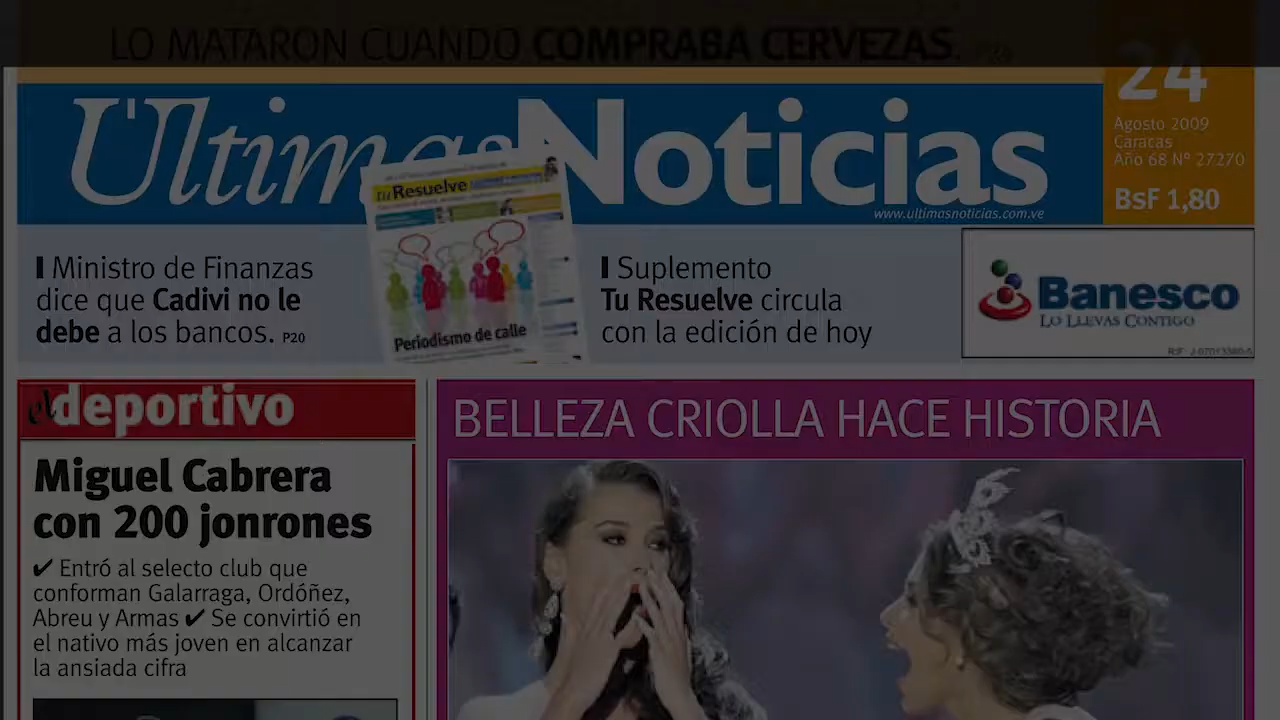 LO MATARON CUANDO COMPRABA CERVEZAS.
Últimas Noticias
www.ultimasnoticias.com.ve
24
Agosto 2009
Caracas
Año 68 Nº 27270
BsF 1,80
I Ministro de Finanzas
dice que Cadivi no le
debe a los bancos. P20
Tu Resuelve
Periodismo de calle
I Suplemento
Tu Resuelve circula
con la edición de hoy
Banesco
LO LLEVAS CONTIGO
el deportivo
Miguel Cabrera
con 200 jonrones
✔ Entró al selecto club que
conforman Galarraga, Ordóñez,
Abreu y Armas ✔ Se convirtió en
el nativo más joven en alcanzar
la ansiada cifra
BELLEZA CRIOLLA HACE HISTORIA